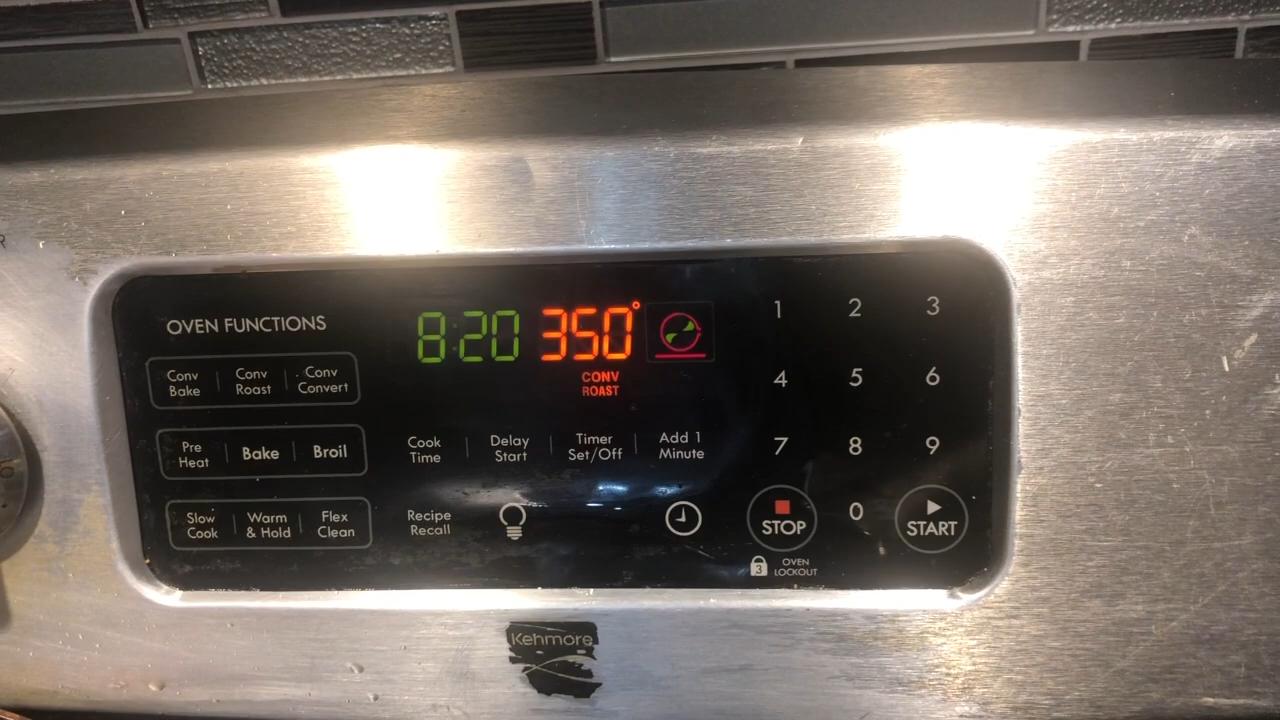 OVEN FUNCTIONS
8:20 350°
CONV
ROAST
Conv
Bake
Conv
Roast
Conv
Convert
Pre
Heat
Bake
Broil
Slow
Cook
Warm
& Hold
Flex
Clean
Cook
Time
Delay
Start
Timer
Set/Off
Add 1
Minute
Recipe
Recall
1 2 3
4 5 6
7 8 9
STOP
0
START
3
OVEN
LOCKOUT
Kenmore